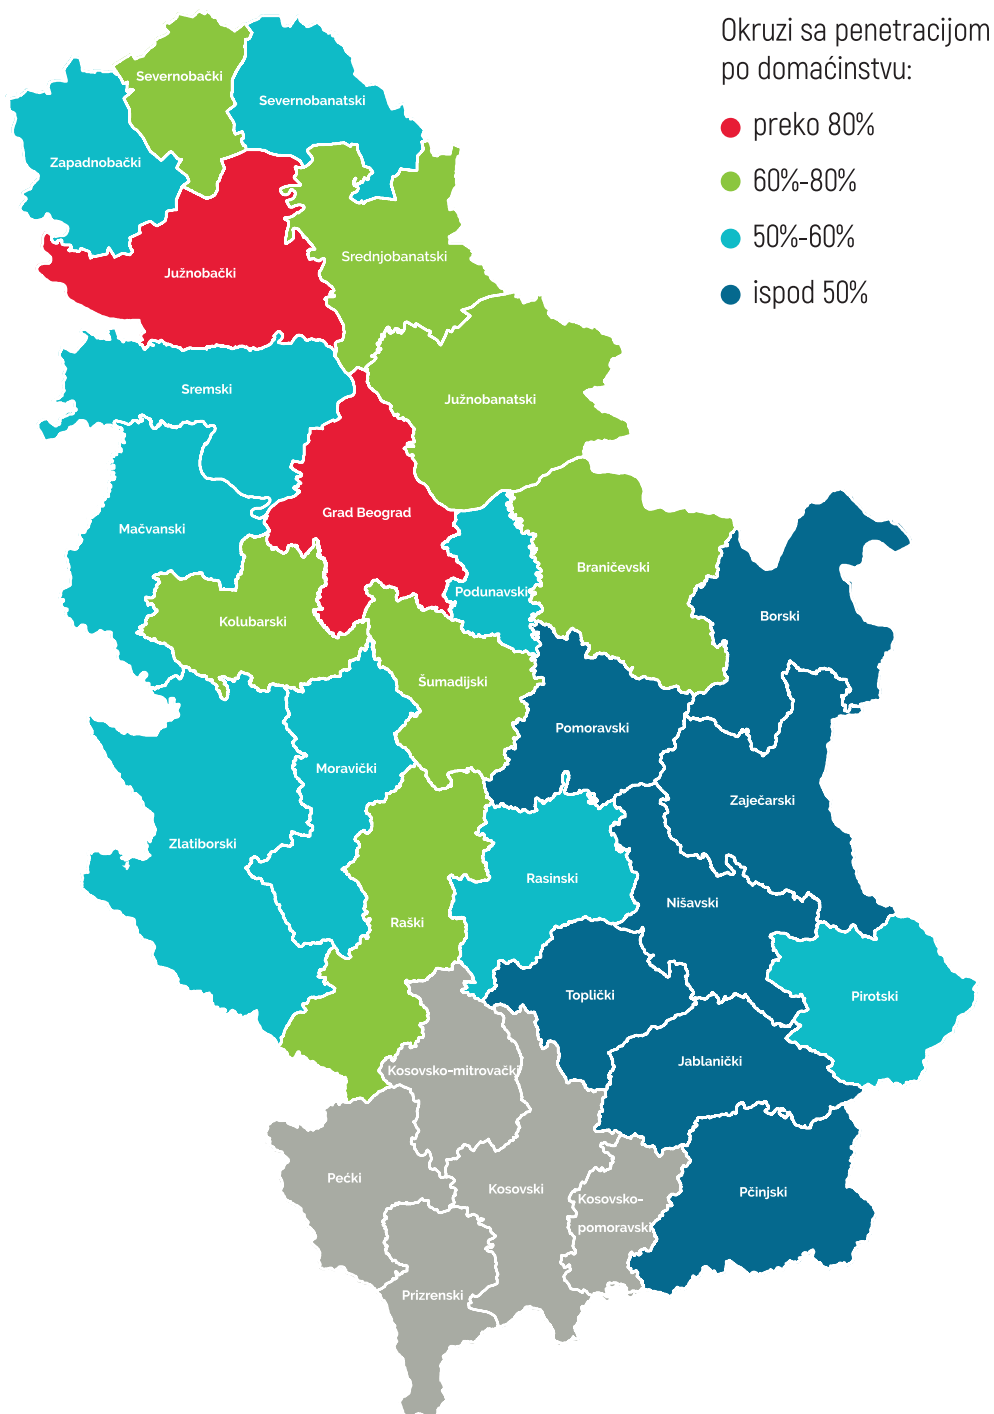 Okruzi sa penetracijom
po domaćinstvu:
preko 80%
60%-80%
50%-60%
ispod 50%
Severnobački
Severnobanatski
Zapadnobački
Srednjobanatski
Južnobački
Sremski
Južnobanatski
Grad Beograd
Mačvanski
Braničevski
Podunavski
Borski
Kolubarski
Šumadijski
Pomoravski
Moravički
Zaječarski
Zlatiborski
Rasinski
Nišavski
Raški
Toplički
Pirotski
Jablanički
Kosovsko-mitrovački
Pećki
Kosovski
Pčinjski
Kosovsko-
pomoravski
Prizrenski